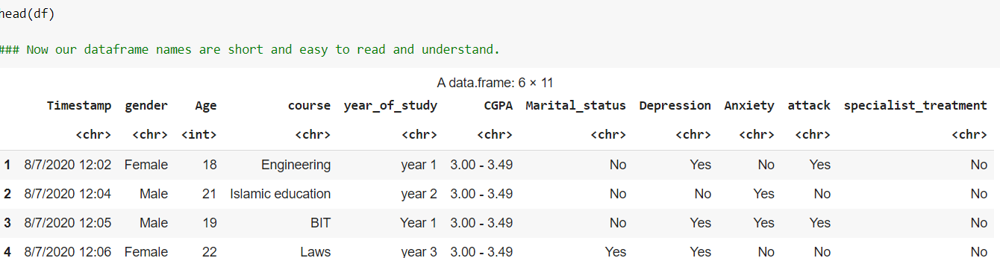 head(df)
### Now our dataframe names are short and easy to read and understand.
A data.frame: 6 × 11
Timestamp gender Age course year_of_study CGPA Marital_status Depression Anxiety attack specialist_treatment
<chr> <chr> <int> <chr> <chr> <chr> <chr> <chr> <chr> <chr> <chr>
1 8/7/2020 12:02 Female 18 Engineering year 1 3.00 - 3.49 No Yes No Yes No
2 8/7/2020 12:04 Male 21 Islamic education year 2 3.00 - 3.49 No No Yes No No
3 8/7/2020 12:05 Male 19 BIT Year 1 3.00 - 3.49 No Yes Yes Yes No
4 8/7/2020 12:06 Female 22 Laws year 3 3.00 - 3.49 Yes Yes No No No